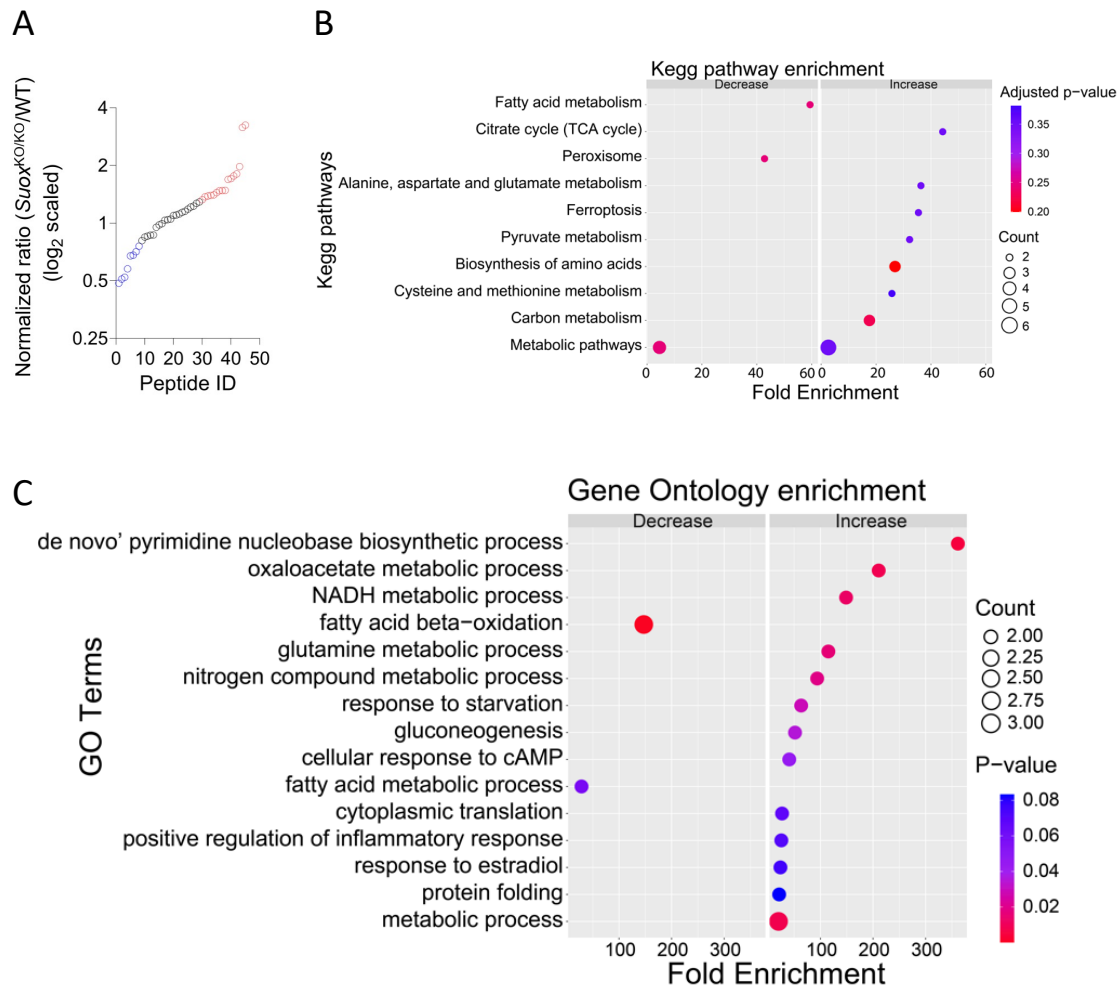 A
B
Normalized ratio (Suox^KO/KO/WT)
(log₂ scaled)
4
2
1
0.5
0.25
0
10
20
30
40
50
Peptide ID
Kegg pathway enrichment
Decrease
Increase
Kegg pathways
Fatty acid metabolism
Citrate cycle (TCA cycle)
Peroxisome
Alanine, aspartate and glutamate metabolism
Ferroptosis
Pyruvate metabolism
Biosynthesis of amino acids
Cysteine and methionine metabolism
Carbon metabolism
Metabolic pathways
0
20
40
60
0
20
40
60
Fold Enrichment
Adjusted p−value
0.35
0.30
0.25
0.20
Count
2
3
4
5
6
C
Gene Ontology enrichment
Decrease
Increase
GO Terms
de novo' pyrimidine nucleobase biosynthetic process
oxaloacetate metabolic process
NADH metabolic process
fatty acid beta−oxidation
glutamine metabolic process
nitrogen compound metabolic process
response to starvation
gluconeogenesis
cellular response to cAMP
fatty acid metabolic process
cytoplasmic translation
positive regulation of inflammatory response
response to estradiol
protein folding
metabolic process
100
200
300
100
200
300
Fold Enrichment
Count
2.00
2.25
2.50
2.75
3.00
P−value
0.08
0.06
0.04
0.02